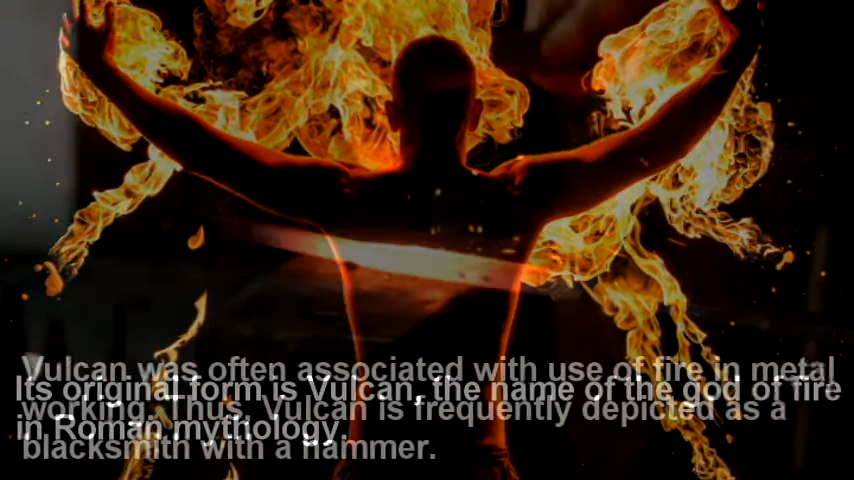 Vulcan was often associated with use of fire in metal
Its original form is Vulcan, the name of the god of fire
working. Thus, Vulcan is frequently depicted as a
in Roman mythology.
blacksmith with a hammer.